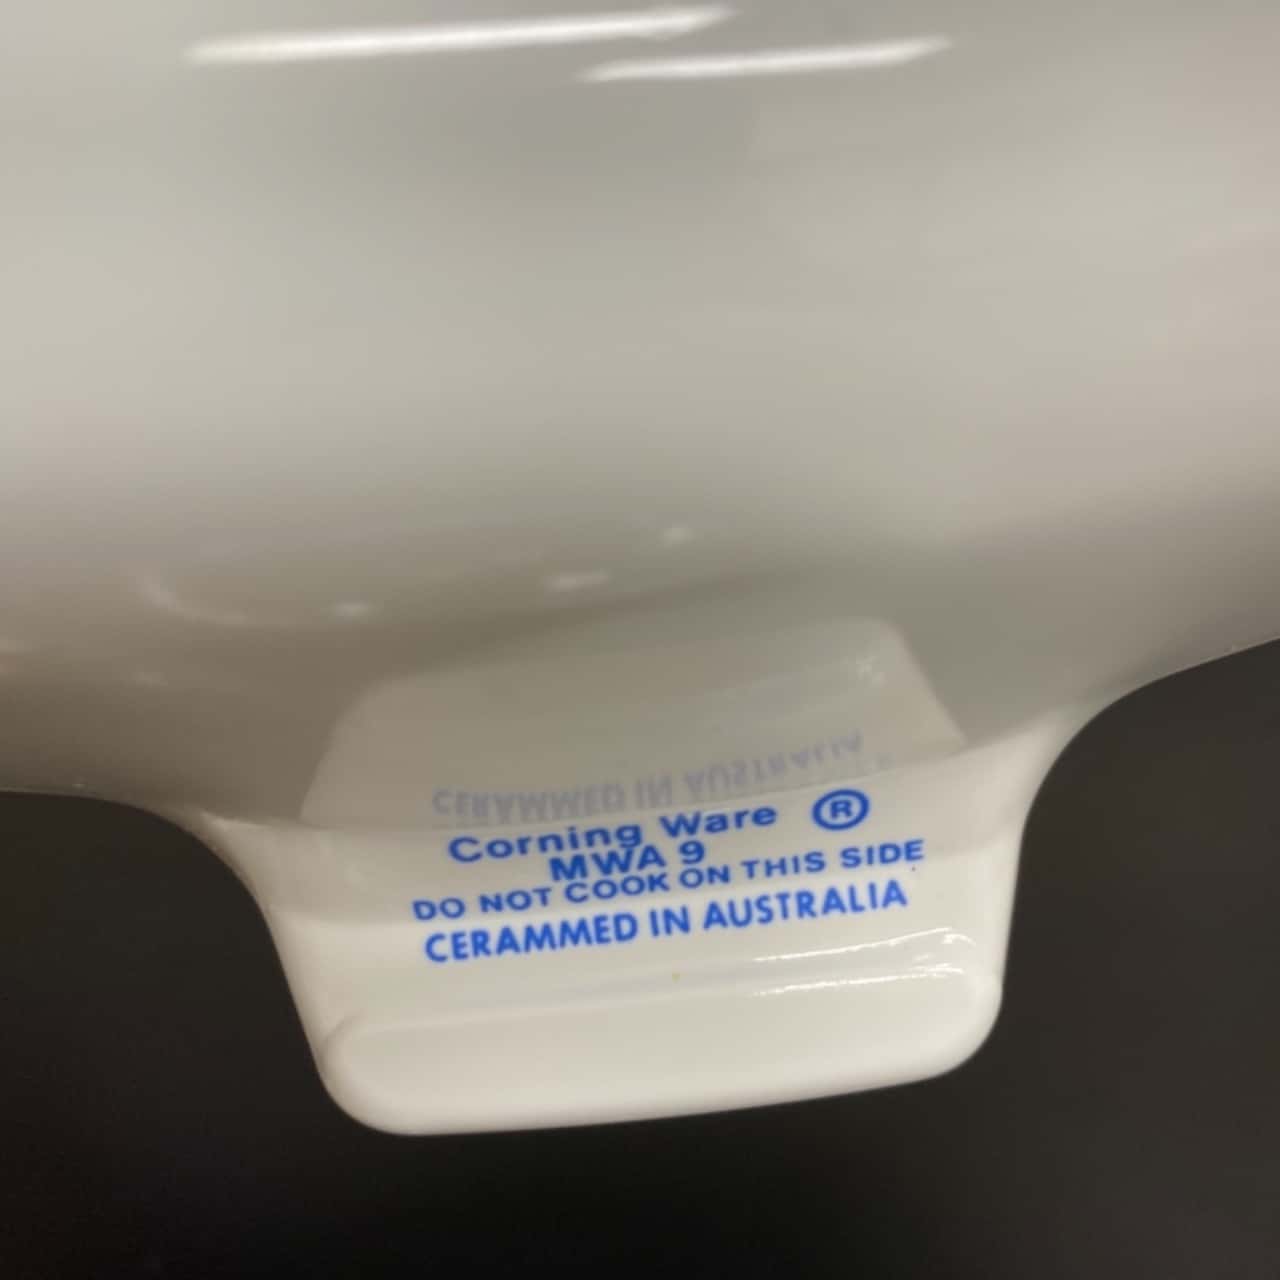 Corning Ware ®
MWA 9
DO NOT COOK ON THIS SIDE
CERAMMED IN AUSTRALIA